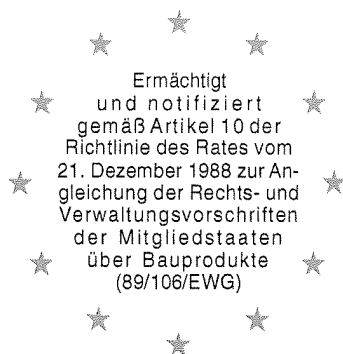 Ermächtigt
und notifiziert
gemäß Artikel 10 der
Richtlinie des Rates vom
21. Dezember 1988 zur An-
gleichung der Rechts- und
Verwaltungsvorschriften
der Mitgliedstaaten
über Bauprodukte
(89/106/EWG)